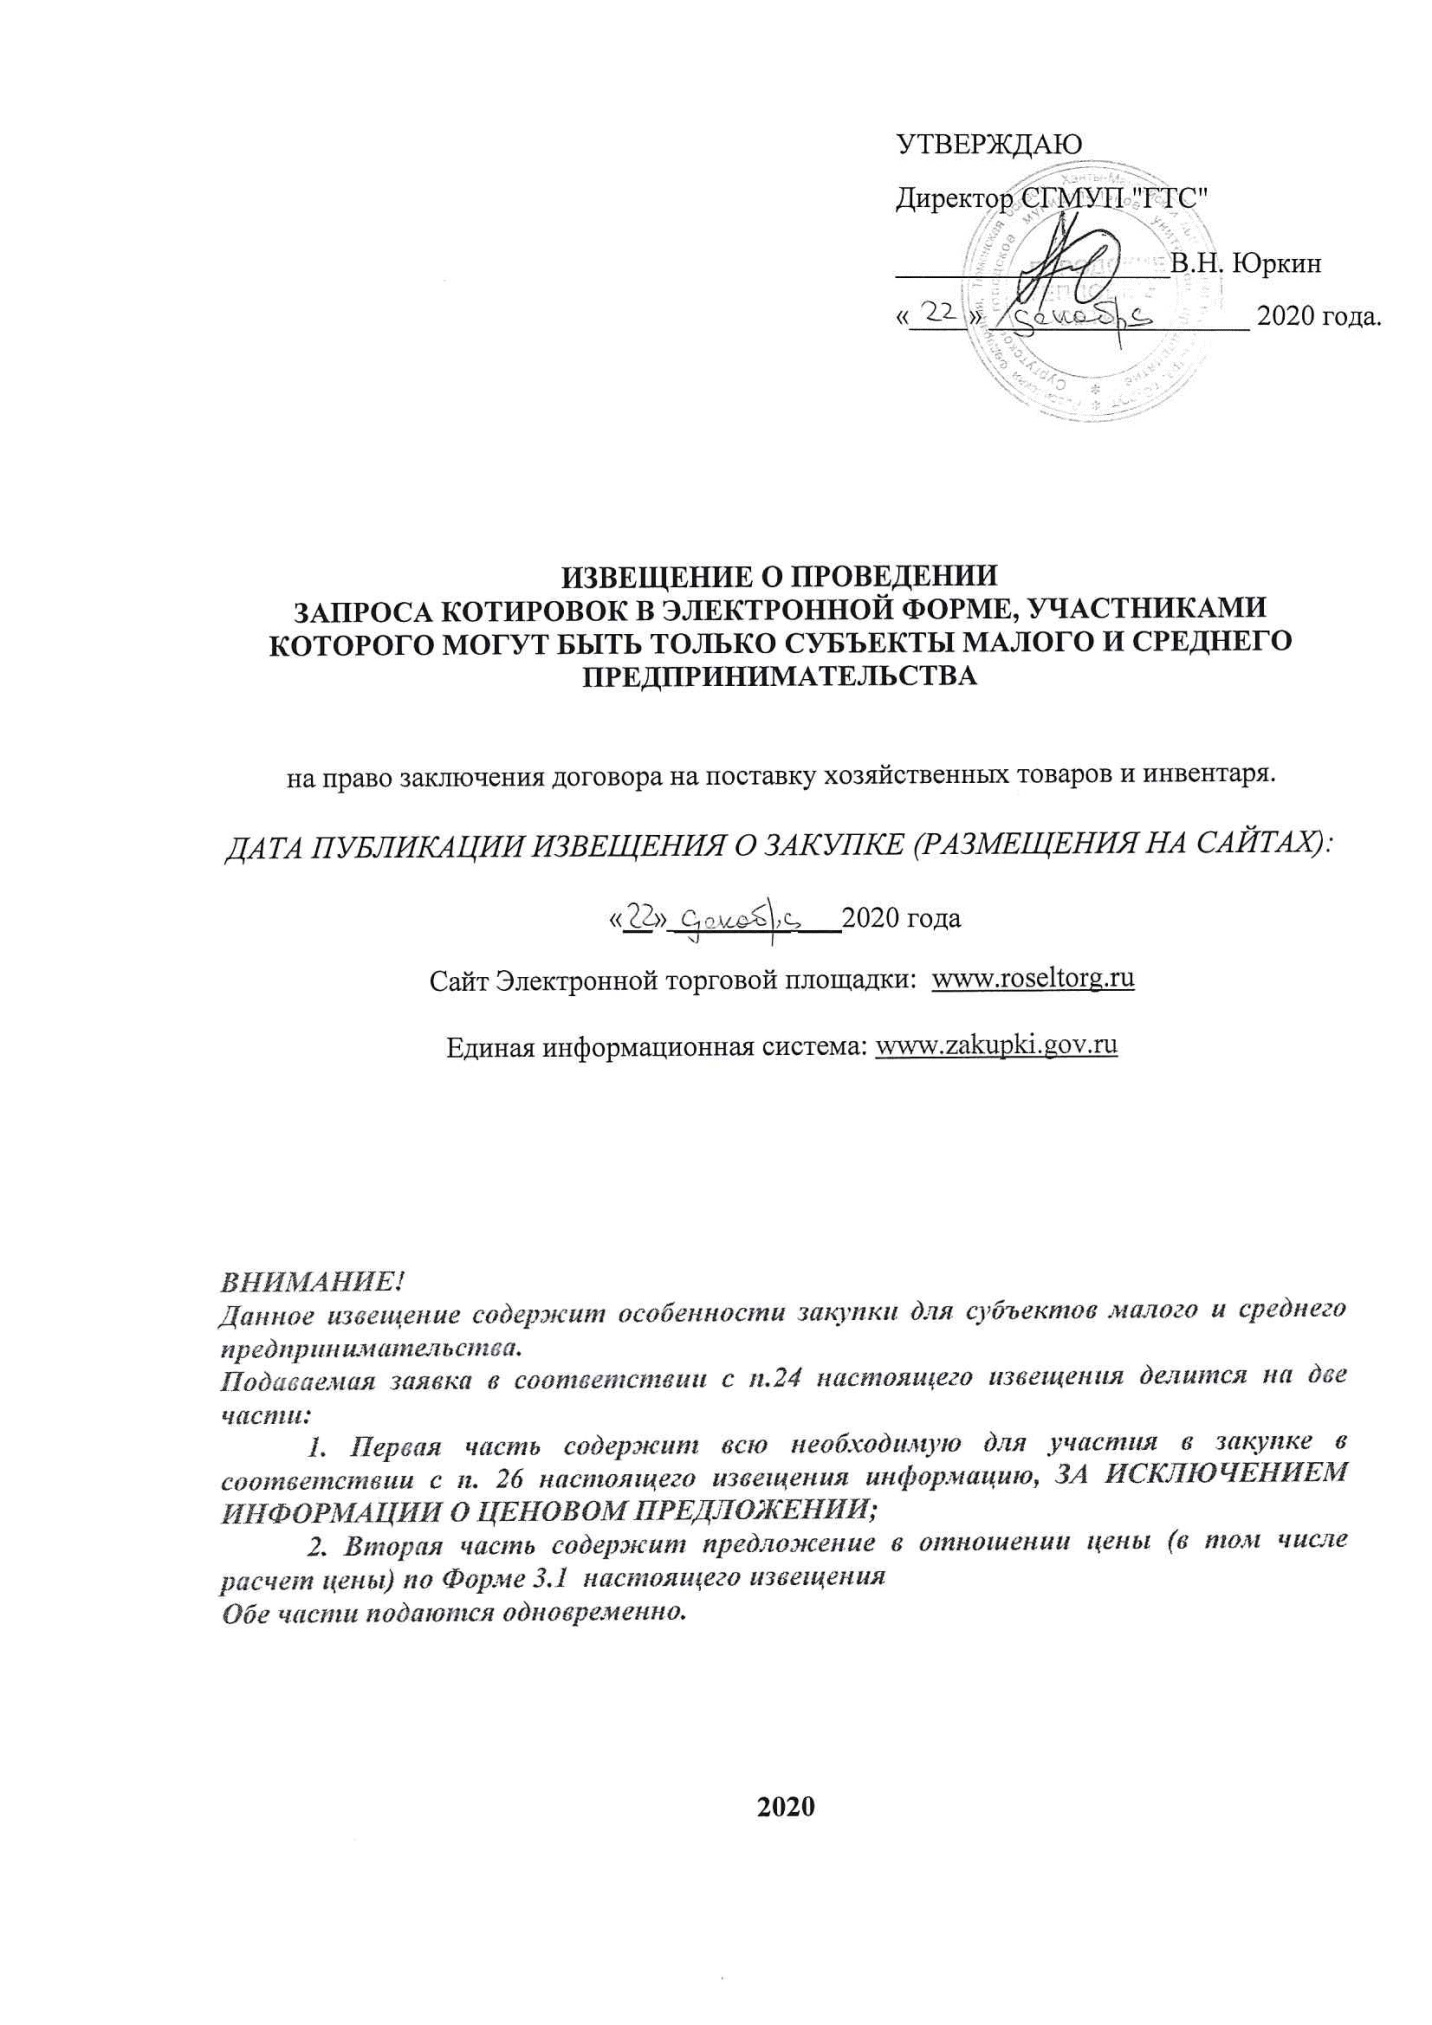 УТВЕРЖДАЮ
Директор СГМУП "ГТС"
В.Н. Юркин
«22» декабря 2020 года.
ИЗВЕЩЕНИЕ О ПРОВЕДЕНИИ
ЗАПРОСА КОТИРОВОК В ЭЛЕКТРОННОЙ ФОРМЕ, УЧАСТНИКАМИ
КОТОРОГО МОГУТ БЫТЬ ТОЛЬКО СУБЪЕКТЫ МАЛОГО И СРЕДНЕГО
ПРЕДПРИНИМАТЕЛЬСТВА
на право заключения договора на поставку хозяйственных товаров и инвентаря.
ДАТА ПУБЛИКАЦИИ ИЗВЕЩЕНИЯ О ЗАКУПКЕ (РАЗМЕЩЕНИЯ НА САЙТАХ):
«22» декабря 2020 года
Сайт Электронной торговой площадки: www.roseltorg.ru
Единая информационная система: www.zakupki.gov.ru
ВНИМАНИЕ!
Данное извещение содержит особенности закупки для субъектов малого и среднего
предпринимательства.
Подаваемая заявка в соответствии с п.24 настоящего извещения делится на две
части:
1. Первая часть содержит всю необходимую для участия в закупке в
соответствии с п. 26 настоящего извещения информацию, ЗА ИСКЛЮЧЕНИЕМ
ИНФОРМАЦИИ О ЦЕНОВОМ ПРЕДЛОЖЕНИИ;
2. Вторая часть содержит предложение в отношении цены (в том числе
расчет цены) по Форме 3.1 настоящего извещения
Обе части подаются одновременно.
2020